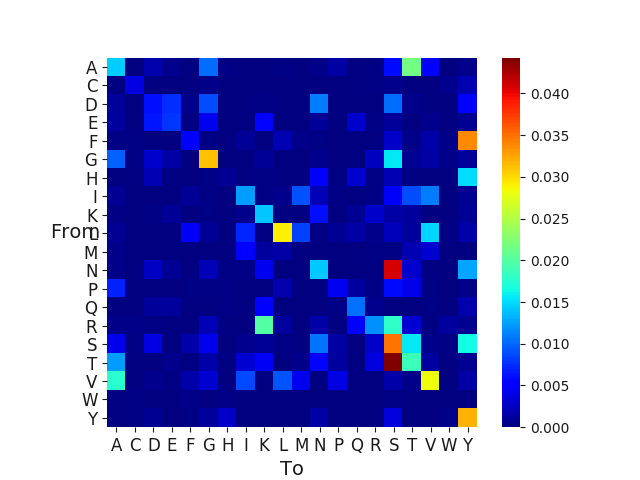 A
C
D
E
F
G
H
I
K
From L
M
N
P
Q
R
S
T
V
W
Y
A C D E F G H I K L M N P Q R S T V W Y
To
0.040
0.035
0.030
0.025
0.020
0.015
0.010
0.005
0.000